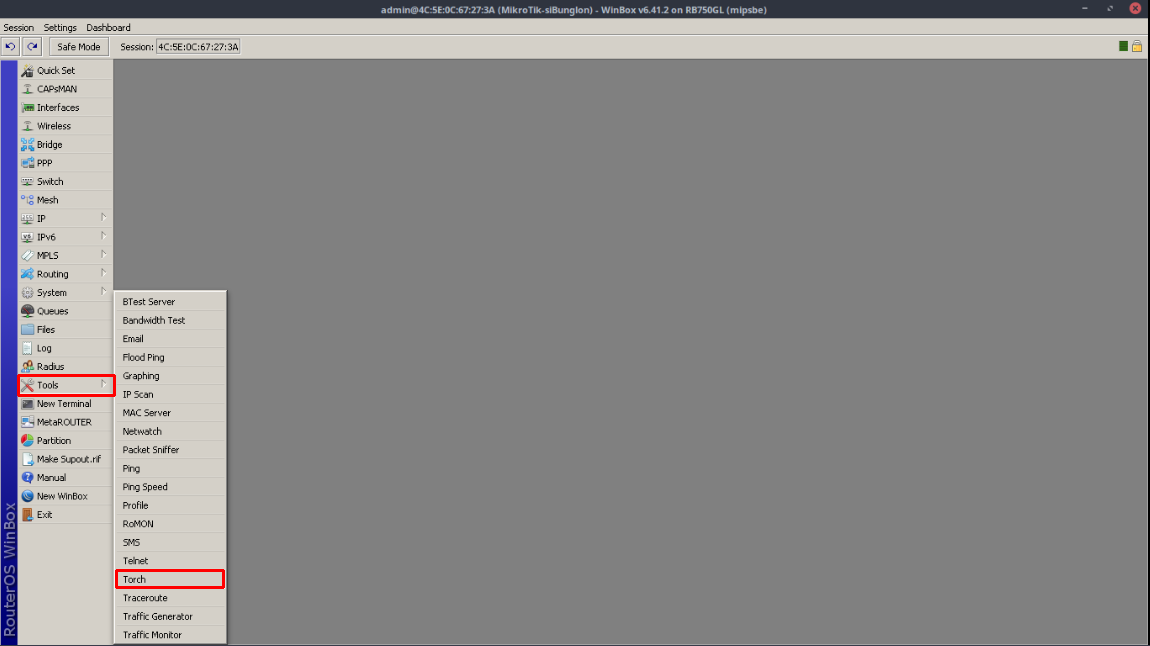 admin@4C:5E:0C:67:27:3A (MikroTik-siBunglon) - WinBox v6.41.2 on RB750GL (mipsbe)
Session Settings Dashboard
Safe Mode Session: 4C:5E:0C:67:27:3A
Quick Set
CAPsMAN
Interfaces
Wireless
Bridge
PPP
Switch
Mesh
IP
IPv6
MPLS
Routing
System
Queues
Files
Log
Radius
Tools
New Terminal
MetaROUTER
Partition
Make Supout.rif
Manual
New WinBox
Exit
BTest Server
Bandwidth Test
Email
Flood Ping
Graphing
IP Scan
MAC Server
Netwatch
Packet Sniffer
Ping
Ping Speed
Profile
RoMON
SMS
Telnet
Torch
Traceroute
Traffic Generator
Traffic Monitor
RouterOS WinBox